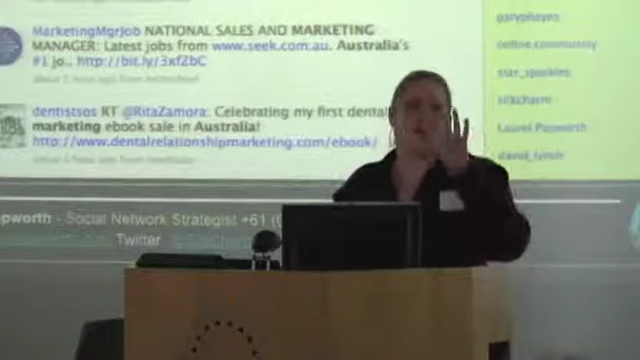 MarketingMgrJob NATIONAL SALES AND MARKETING
MANAGER: Latest jobs from www.seek.com.au. Australia's
#1 jo.. http://bit.ly/3xfZbC
dentistsos RT @RitaZamora: Celebrating my first dental
marketing ebook sale in Australia!
http://www.dentalrelationshipmarketing.com/ebook/
garyphayes
online community
star_sparkles
silkcharm
Laurel Papworth
david_lynch
pworth - Social Network Strategist +61 (
Twitter